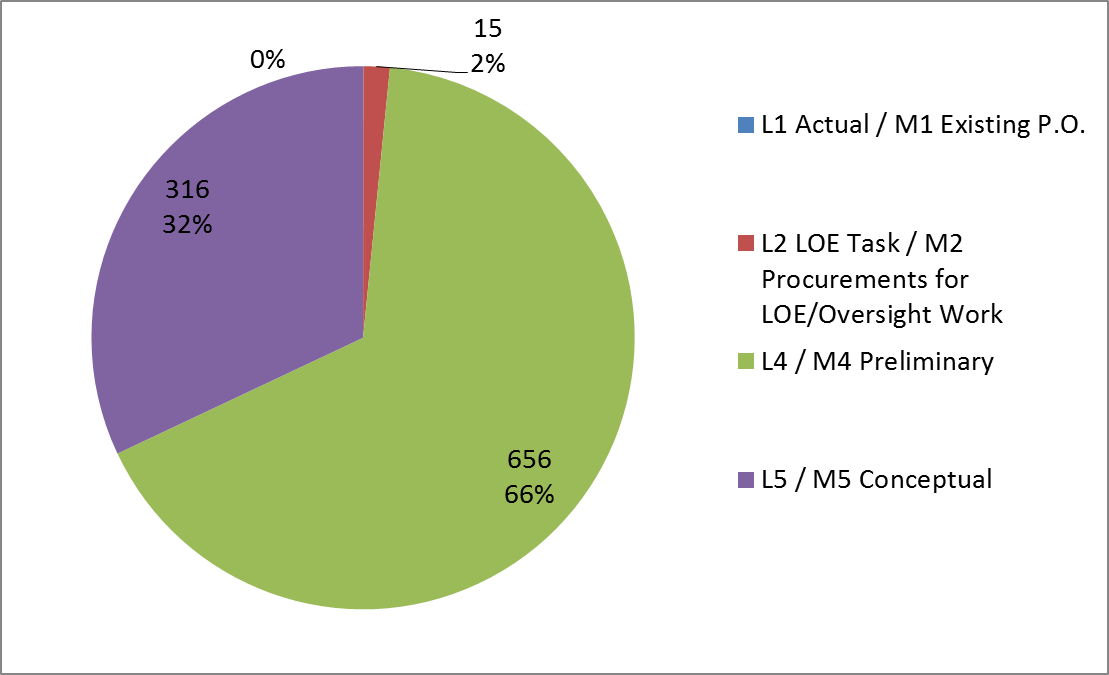 15
2%
0%
316
32%
656
66%
L1 Actual / M1 Existing P.O.
L2 LOE Task / M2
Procurements for
LOE/Oversight Work
L4 / M4 Preliminary
L5 / M5 Conceptual